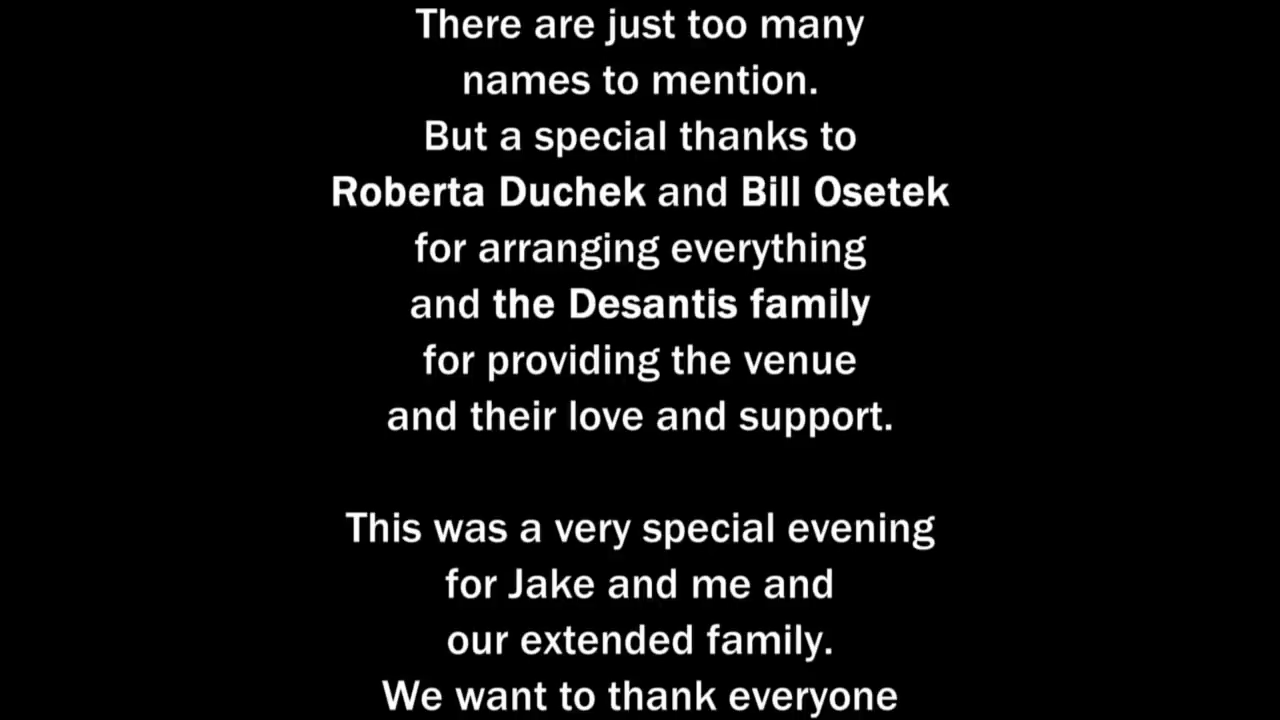 There are just too many
names to mention.
But a special thanks to
Roberta Duchek and Bill Osetek
for arranging everything
and the Desantis family
for providing the venue
and their love and support.
This was a very special evening
for Jake and me and
our extended family.
We want to thank everyone